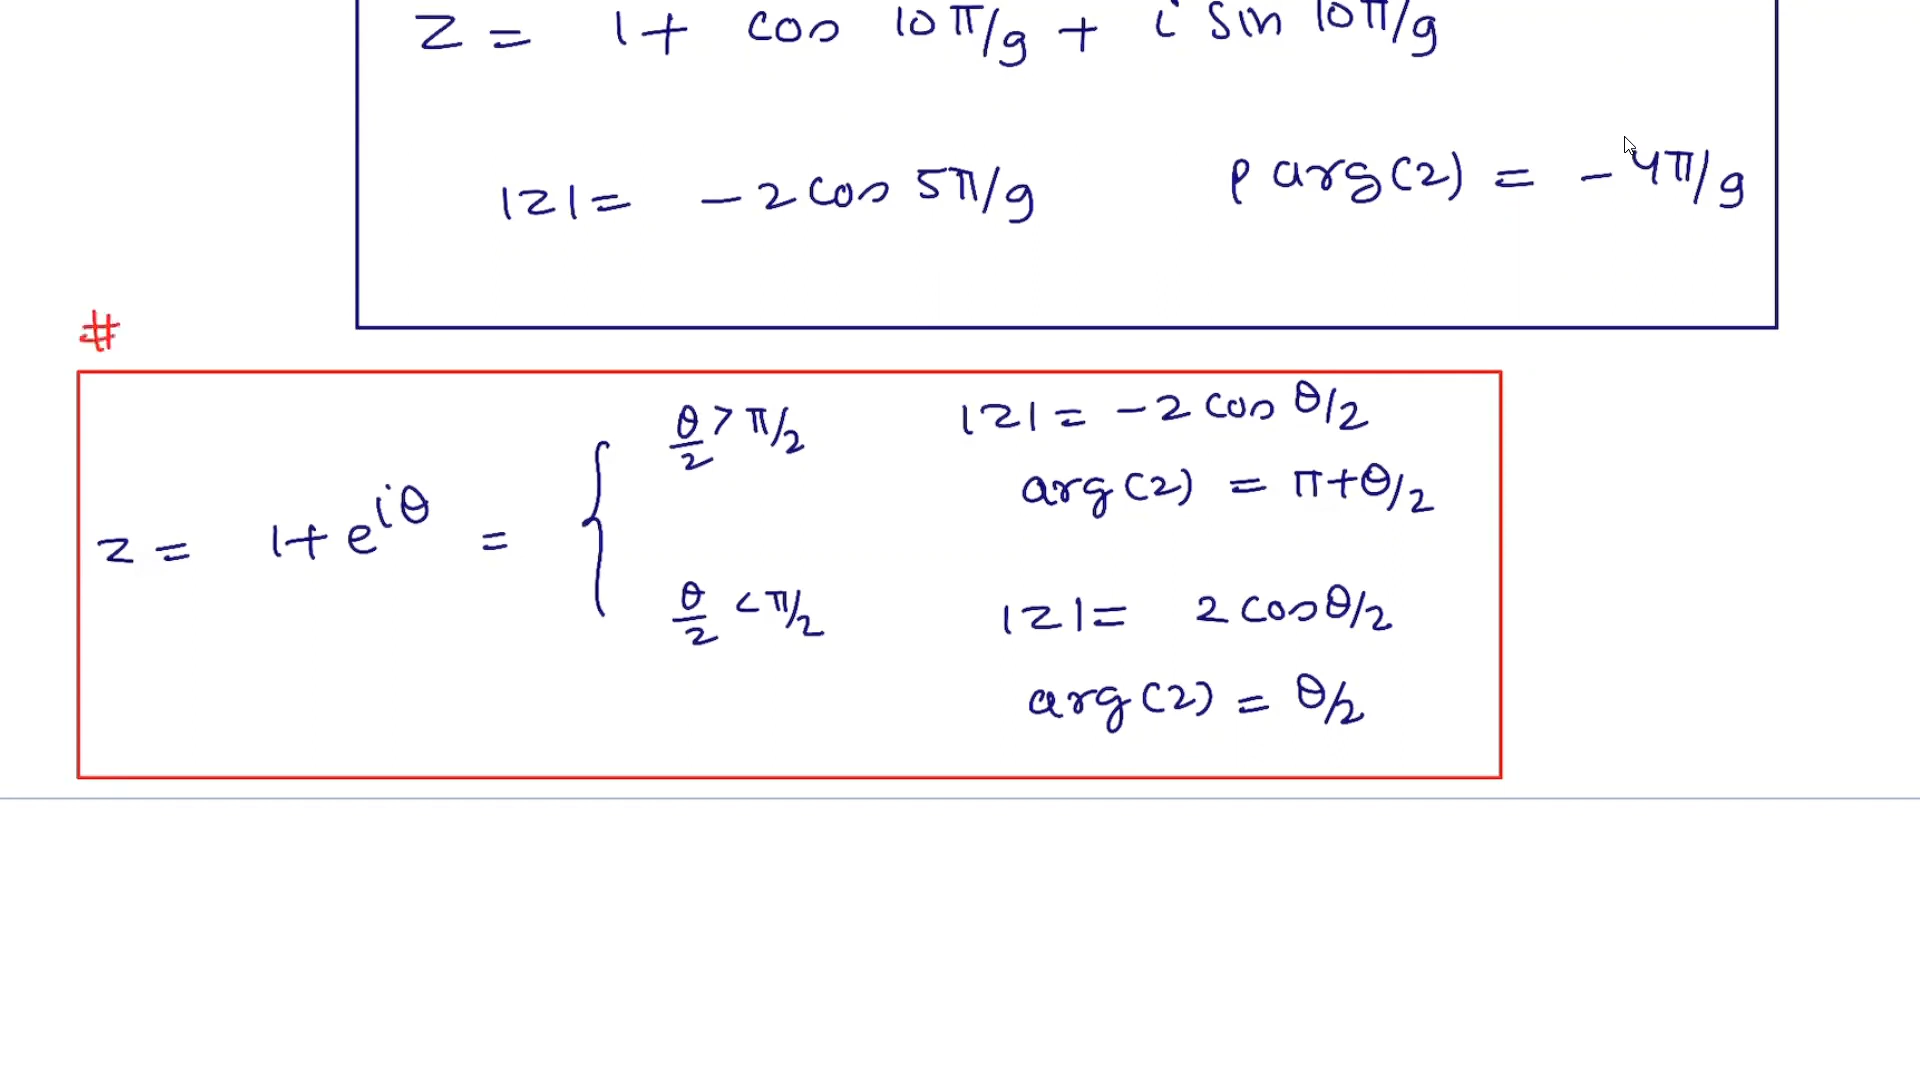 z = 1 + cos 10π/9 + i sin 10π/9
|z| = -2 cos 5π/9 p arg(z) = -4π/9
#
θ/2 > π/2 |z| = -2 cos θ/2
arg(z) = π+θ/2
z = 1+e^{iθ} = {
θ/2 < π/2 |z| = 2 cos θ/2
arg(z) = θ/2